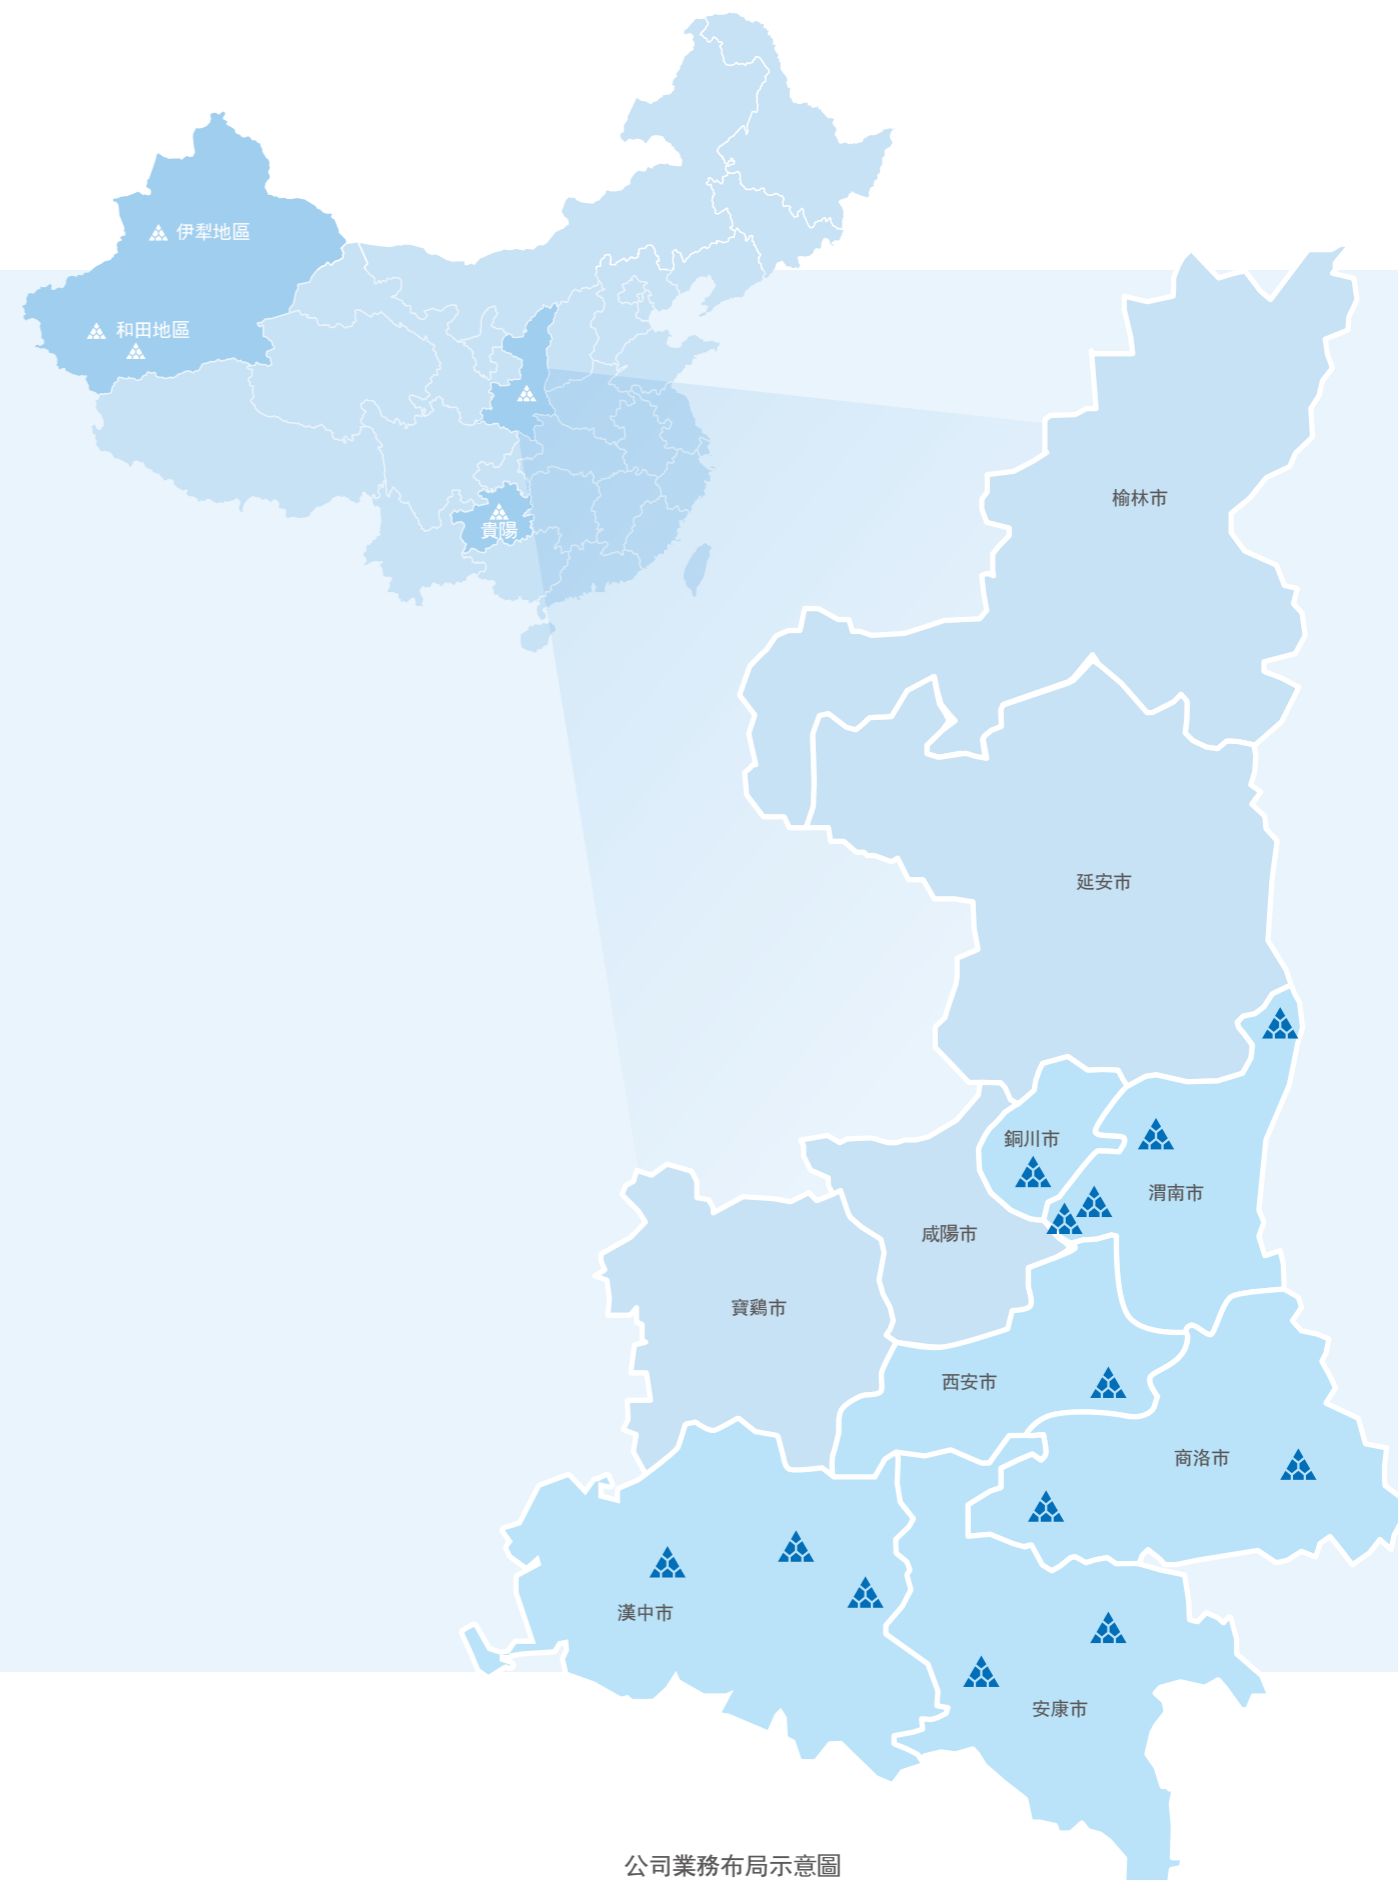 伊犁地區
和田地區
貴陽
榆林市
延安市
銅川市
渭南市
咸陽市
寶鷄市
西安市
商洛市
漢中市
安康市
公司業務布局示意圖